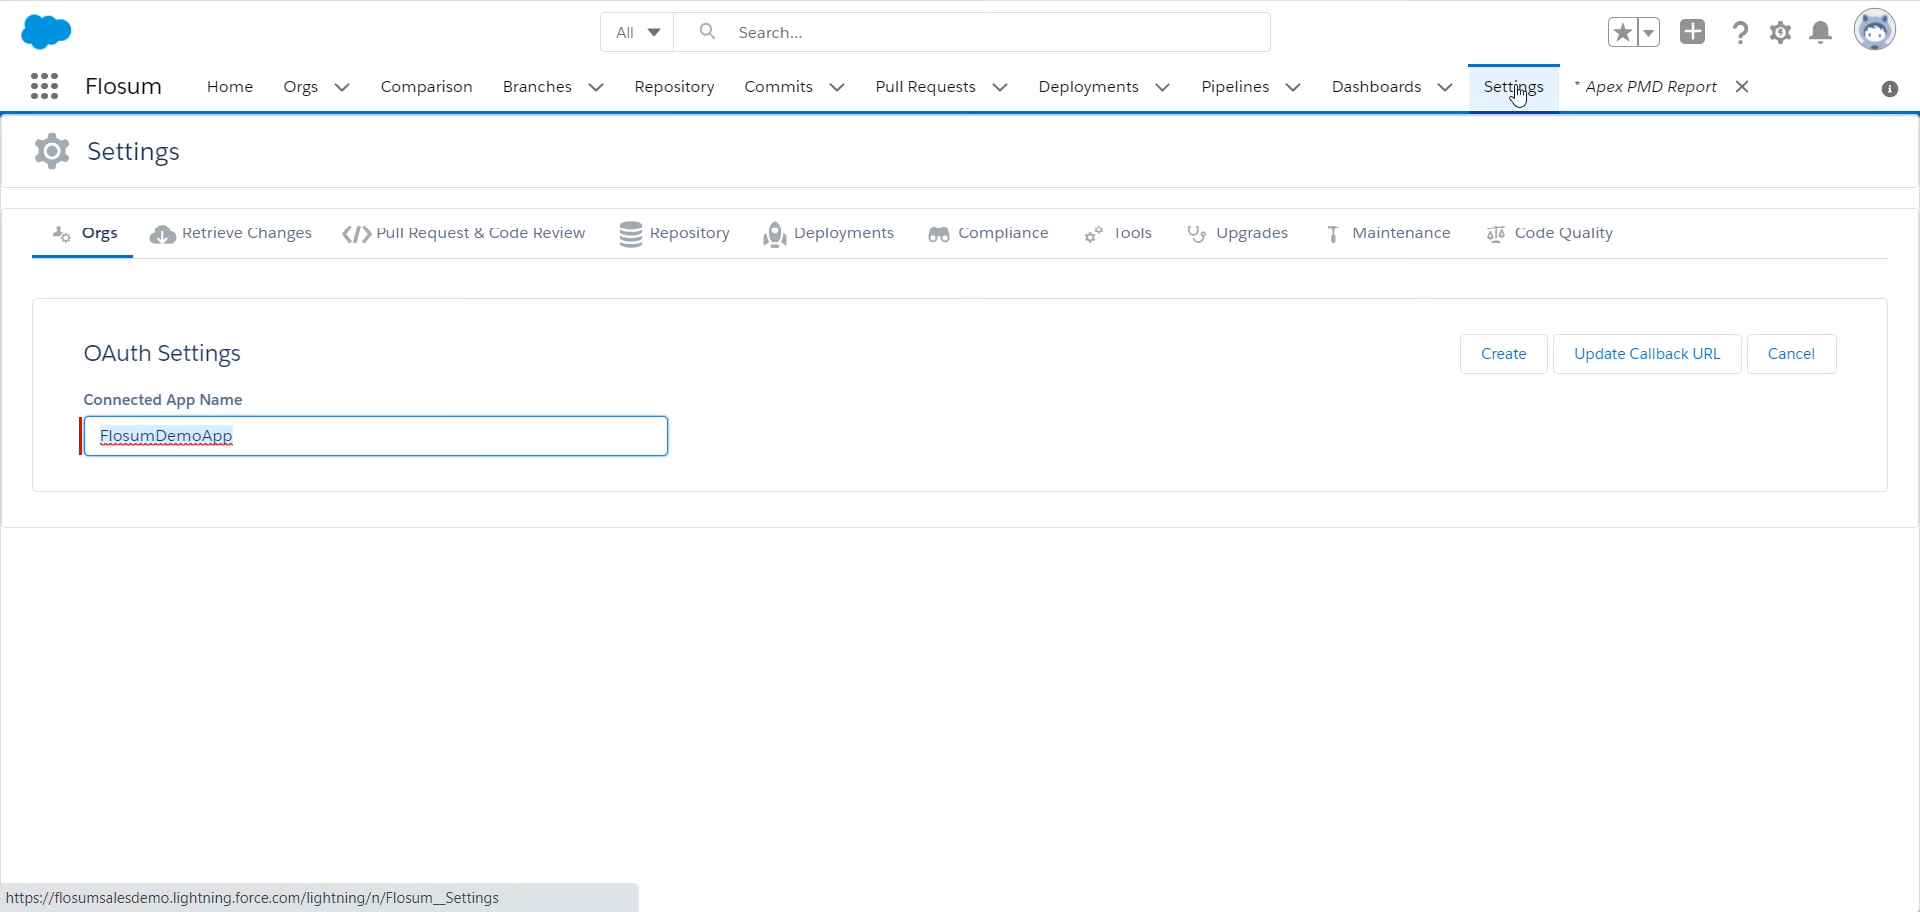 All Search...
Flosum Home Orgs Comparison Branches Repository Commits Pull Requests Deployments Pipelines Dashboards Settings * Apex PMD Report
Settings
Orgs Retrieve Changes Pull Request & Code Review Repository Deployments Compliance Tools Upgrades Maintenance Code Quality
OAuth Settings Create Update Callback URL Cancel
Connected App Name
FlosumDemoApp
https://flosumsalesdemo.lightning.force.com/lightning/n/Flosum__Settings